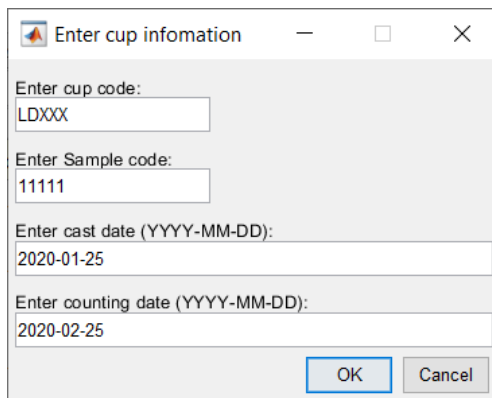 Enter cup infomation
Enter cup code:
LDXXX
Enter Sample code:
11111
Enter cast date (YYYY-MM-DD):
2020-01-25
Enter counting date (YYYY-MM-DD):
2020-02-25
OK Cancel